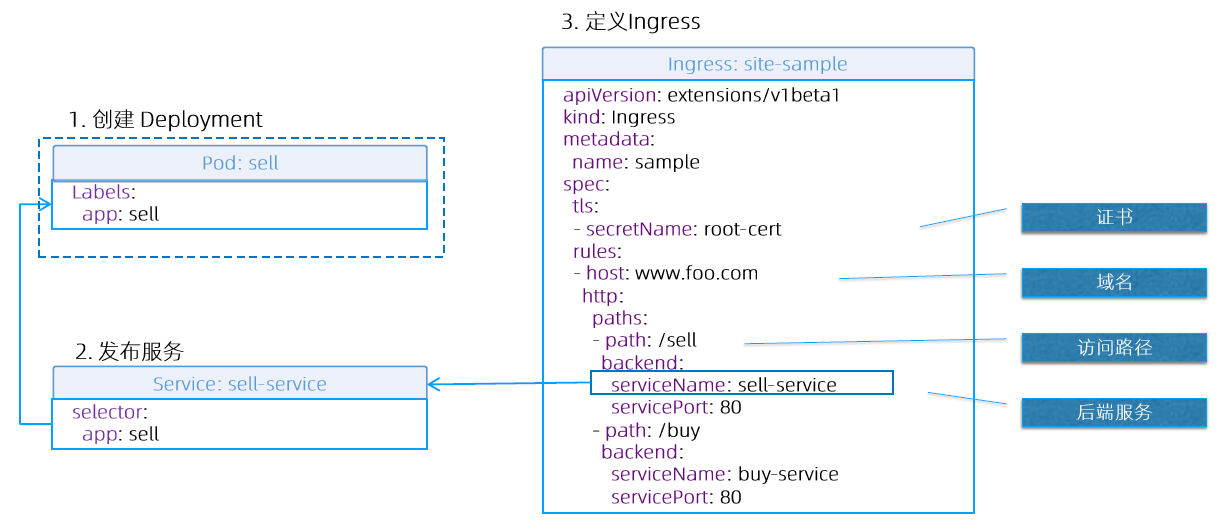 1. 创建 Deployment
Pod: sell
Labels:
app: sell
2. 发布服务
Service: sell-service
selector:
app: sell
3. 定义Ingress
Ingress: site-sample
apiVersion: extensions/v1beta1
kind: Ingress
metadata:
name: sample
spec:
tls:
- secretName: root-cert
rules:
- host: www.foo.com
http:
paths:
- path: /sell
backend:
serviceName: sell-service
servicePort: 80
- path: /buy
backend:
serviceName: buy-service
servicePort: 80
证书
域名
访问路径
后端服务